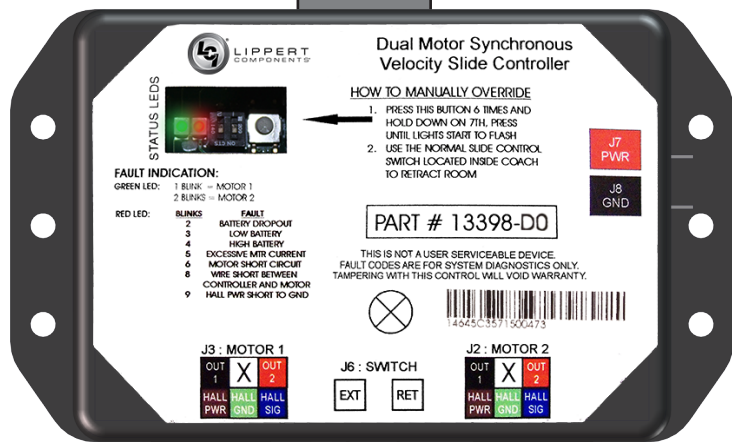 LCI LIPPERT
COMPONENTS
Dual Motor Synchronous
Velocity Slide Controller
STATUS LEDS
HOW TO MANUALLY OVERRIDE
1. PRESS THIS BUTTON 6 TIMES AND
HOLD DOWN ON 7TH. PRESS
UNTIL LIGHTS START TO FLASH
2. USE THE NORMAL SLIDE CONTROL
SWITCH LOCATED INSIDE COACH
TO RETRACT ROOM
J7
PWR
J8
GND
FAULT INDICATION:
GREEN LED: 1 BLINK = MOTOR 1
2 BLINKS = MOTOR 2
RED LED: BLINKS FAULT
2 BATTERY DROPOUT
3 LOW BATTERY
4 HIGH BATTERY
5 EXCESSIVE MTR CURRENT
6 MOTOR SHORT CIRCUIT
8 WIRE SHORT BETWEEN
CONTROLLER AND MOTOR
9 HALL PWR SHORT TO GND
PART # 13398-D0
THIS IS NOT A USER SERVICEABLE DEVICE.
FAULT CODES ARE FOR SYSTEM DIAGNOSTICS ONLY.
TAMPERING WITH THIS CONTROL WILL VOID WARRANTY.
14645C3571500473
J3 : MOTOR 1
OUT 1 X OUT 2
HALL PWR HALL GND HALL SIG
J6 : SWITCH
EXT RET
J2 : MOTOR 2
OUT 1 X OUT 2
HALL PWR HALL GND HALL SIG